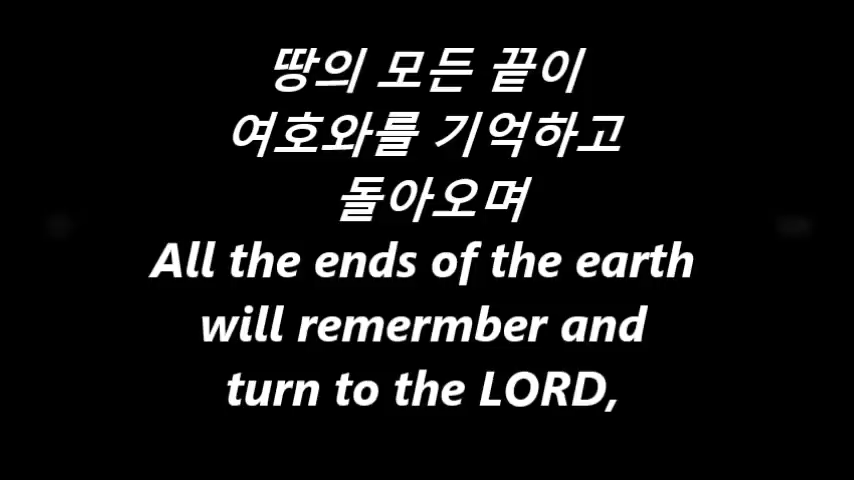 땅의 모든 끝이
여호와를 기억하고
돌아오며
All the ends of the earth
will remermber and
turn to the LORD,